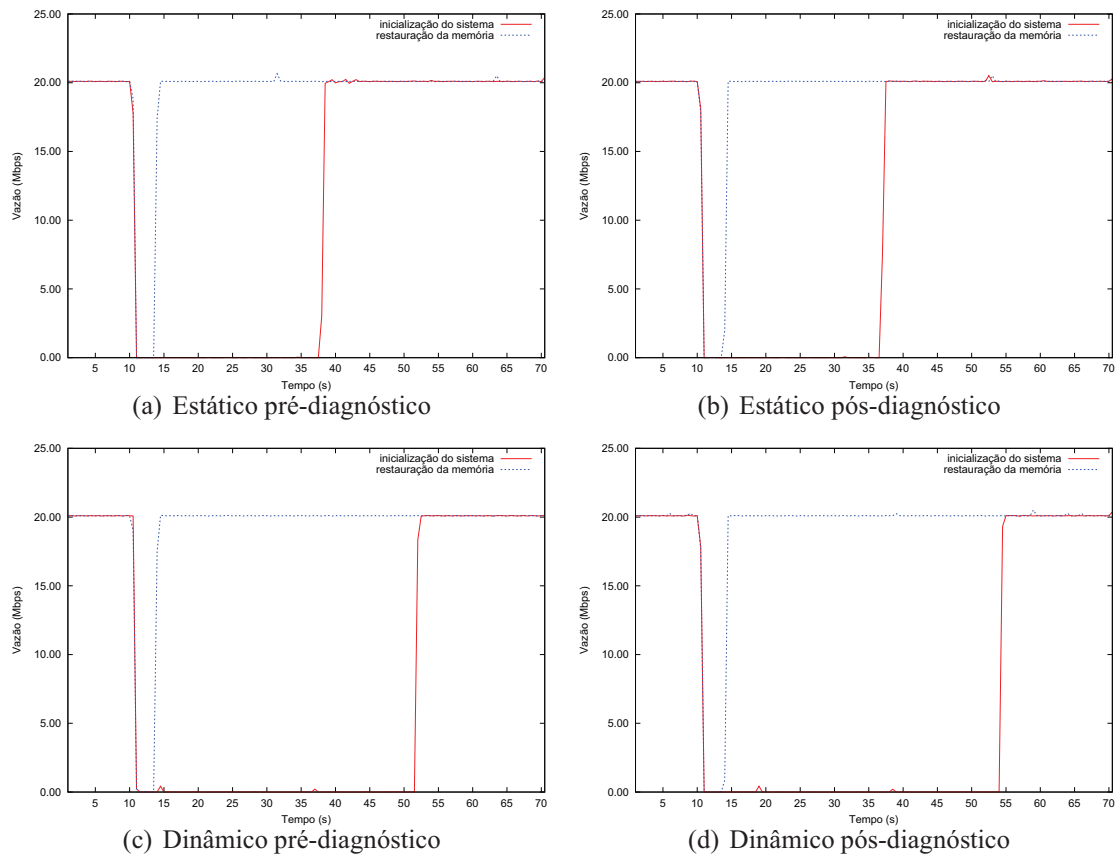 25.00
inicialização do sistema
restauração da memória
20.00
15.00
10.00
5.00
0.00
Vazão (Mbps)
5 10 15 20 25 30 35 40 45 50 55 60 65 70
Tempo (s)
(a) Estático pré-diagnóstico
25.00
inicialização do sistema
restauração da memória
20.00
15.00
10.00
5.00
0.00
Vazão (Mbps)
5 10 15 20 25 30 35 40 45 50 55 60 65 70
Tempo (s)
(b) Estático pós-diagnóstico
25.00
inicialização do sistema
restauração da memória
20.00
15.00
10.00
5.00
0.00
Vazão (Mbps)
5 10 15 20 25 30 35 40 45 50 55 60 65 70
Tempo (s)
(c) Dinâmico pré-diagnóstico
25.00
inicialização do sistema
restauração da memória
20.00
15.00
10.00
5.00
0.00
Vazão (Mbps)
5 10 15 20 25 30 35 40 45 50 55 60 65 70
Tempo (s)
(d) Dinâmico pós-diagnóstico